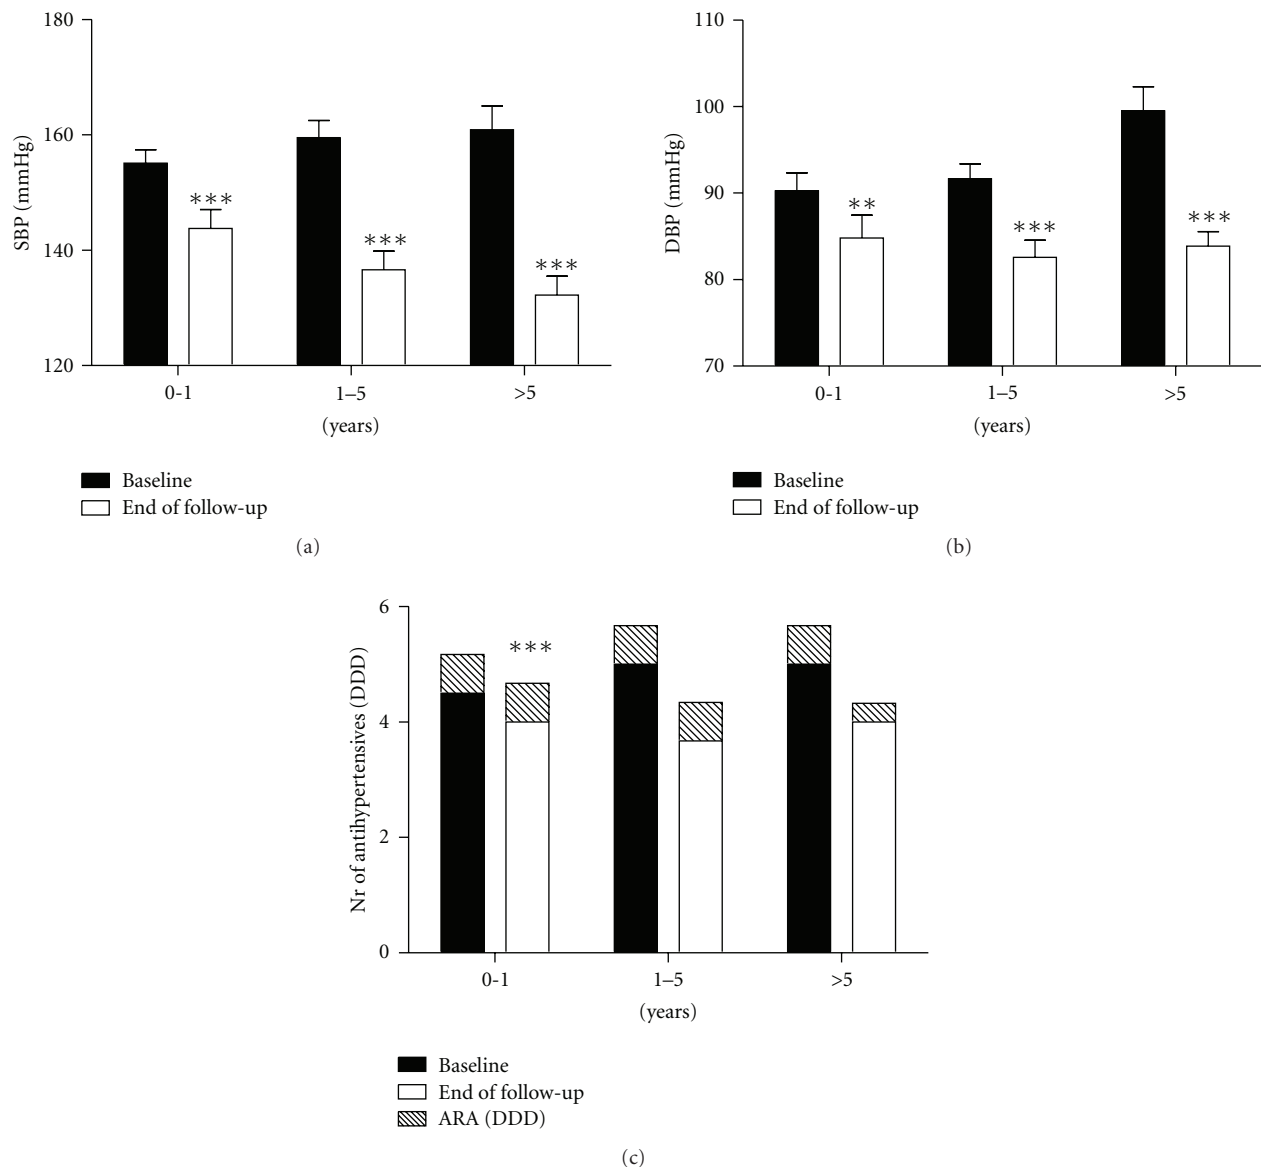 180
160
140
120
SBP (mmHg)
***
***
***
0-1
1–5
>5
(years)
Baseline
End of follow-up
(a)
110
100
90
80
70
DBP (mmHg)
**
***
***
0-1
1–5
>5
(years)
Baseline
End of follow-up
(b)
6
4
2
0
Nr of antihypertensives (DDD)
***
0-1
1–5
>5
(years)
Baseline
End of follow-up
ARA (DDD)
(c)